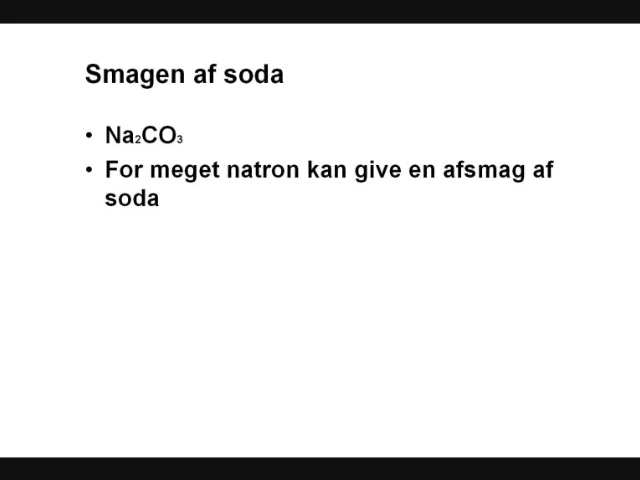 Smagen af soda
• Na₂CO₃
• For meget natron kan give en afsmag af
soda